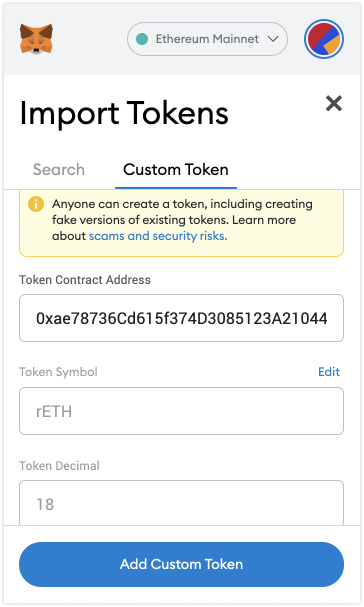 Ethereum Mainnet
Import Tokens
Search
Custom Token
Anyone can create a token, including creating
fake versions of existing tokens. Learn more
about scams and security risks.
Token Contract Address
0xae78736Cd615f374D3085123A21044
Token Symbol
Edit
rETH
Token Decimal
18
Add Custom Token